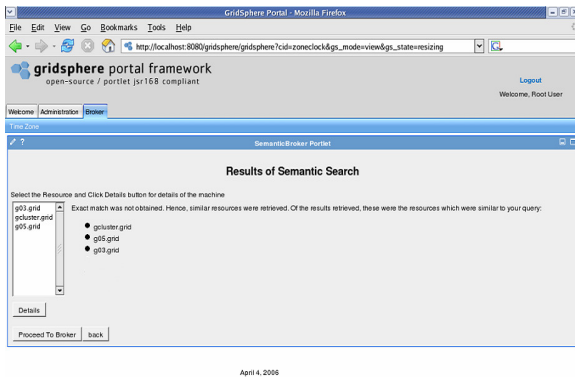 GridSphere Portal - Mozilla Firefox
File Edit View Go Bookmarks Tools Help
http://localhost:8080/gridsphere/gridsphere?cid=zoneclock&gs_mode=view&gs_state=resizing
G
gridsphere portal framework
open-source / portlet jsr168 compliant
Logout
Welcome, Root User
Welcome Administration Broker
Time Zone
? SemanticBroker Portlet
Results of Semantic Search
Select the Resource and Click Details button for details of the machine
g03.grid
gcluster.grid
g05.grid
Exact match was not obtained. Hence, similar resources were retrieved. Of the results retrieved, these were the resources which were similar to your query:
gcluster.grid
g05.grid
g03.grid
Details
Proceed To Broker back
April 4, 2006